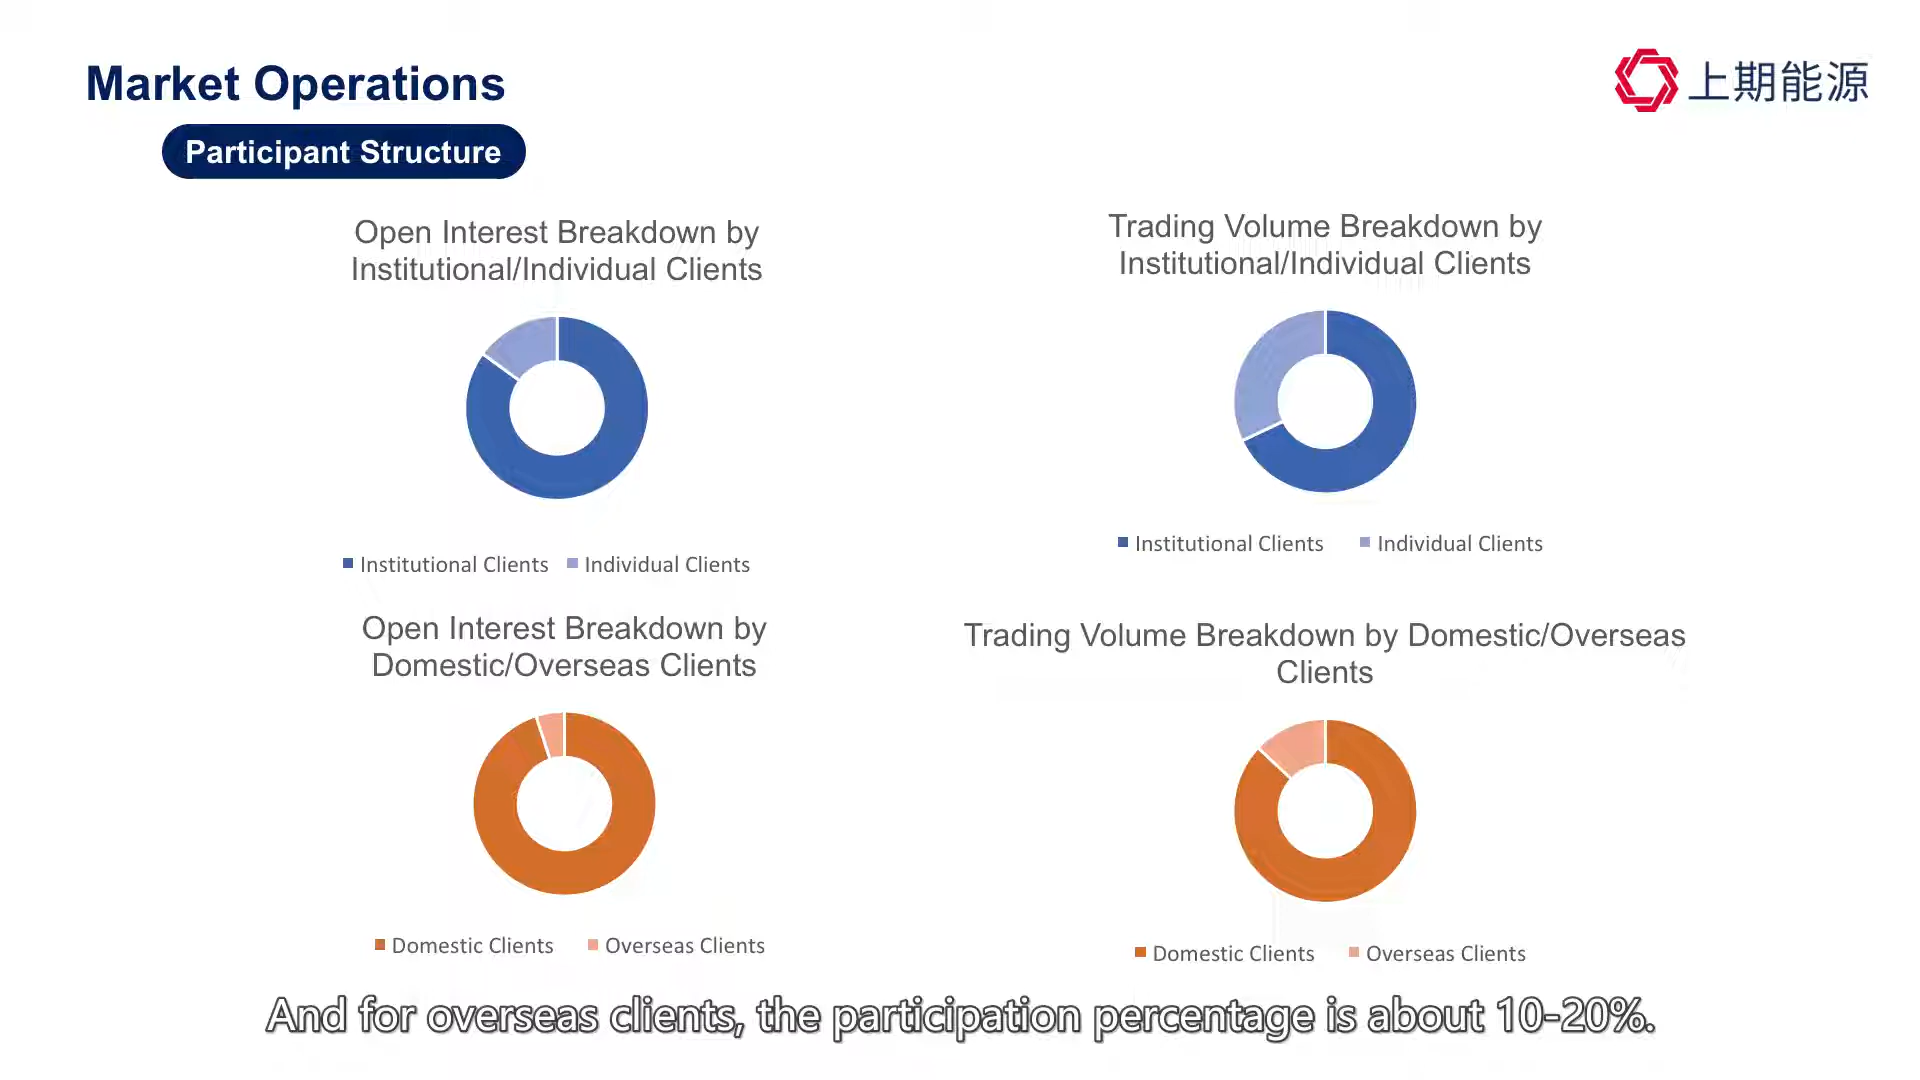 Market Operations
上期能源
Participant Structure
Open Interest Breakdown by
Institutional/Individual Clients
Institutional Clients
Individual Clients
Trading Volume Breakdown by
Institutional/Individual Clients
Institutional Clients
Individual Clients
Open Interest Breakdown by
Domestic/Overseas Clients
Domestic Clients
Overseas Clients
Trading Volume Breakdown by Domestic/Overseas
Clients
Domestic Clients
Overseas Clients
And for overseas clients, the participation percentage is about 10-20%.